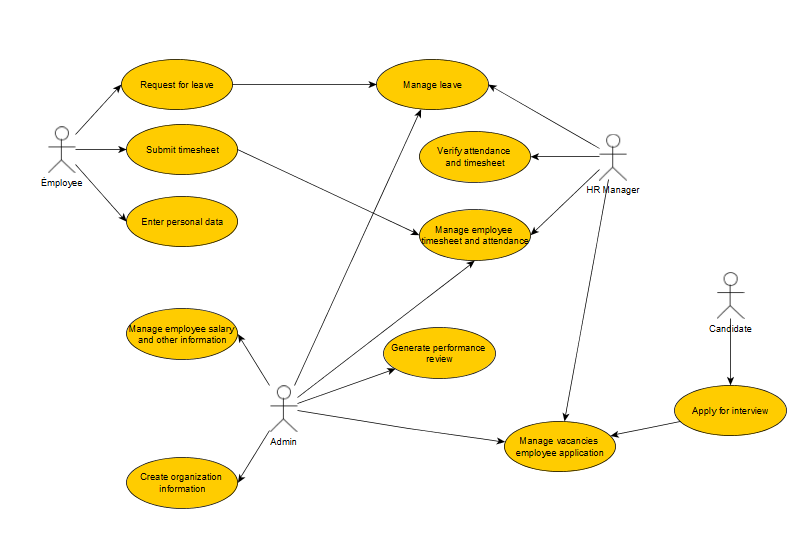 Request for leave
Manage leave
Submit timesheet
Verify attendance
and timesheet
Employee
HR Manager
Enter personal data
Manage employee
timesheet and attendance
Candidate
Manage employee salary
and other information
Generate performance
review
Apply for interview
Admin
Manage vacancies
employee application
Create organization
information